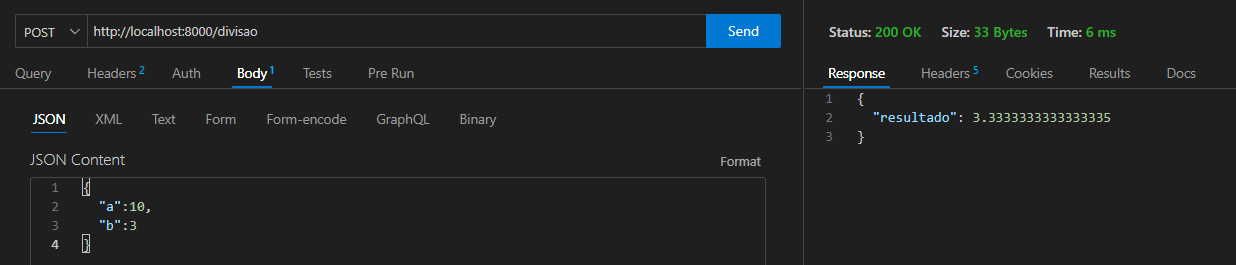 POST http://localhost:8000/divisao Send
Query Headers 2 Auth Body 1 Tests Pre Run
JSON XML Text Form Form-encode GraphQL Binary
JSON Content Format
1 {
2 "a":10,
3 "b":3
4 }
Status: 200 OK Size: 33 Bytes Time: 6 ms
Response Headers 5 Cookies Results Docs
1 {
2 "resultado": 3.3333333333333335
3 }